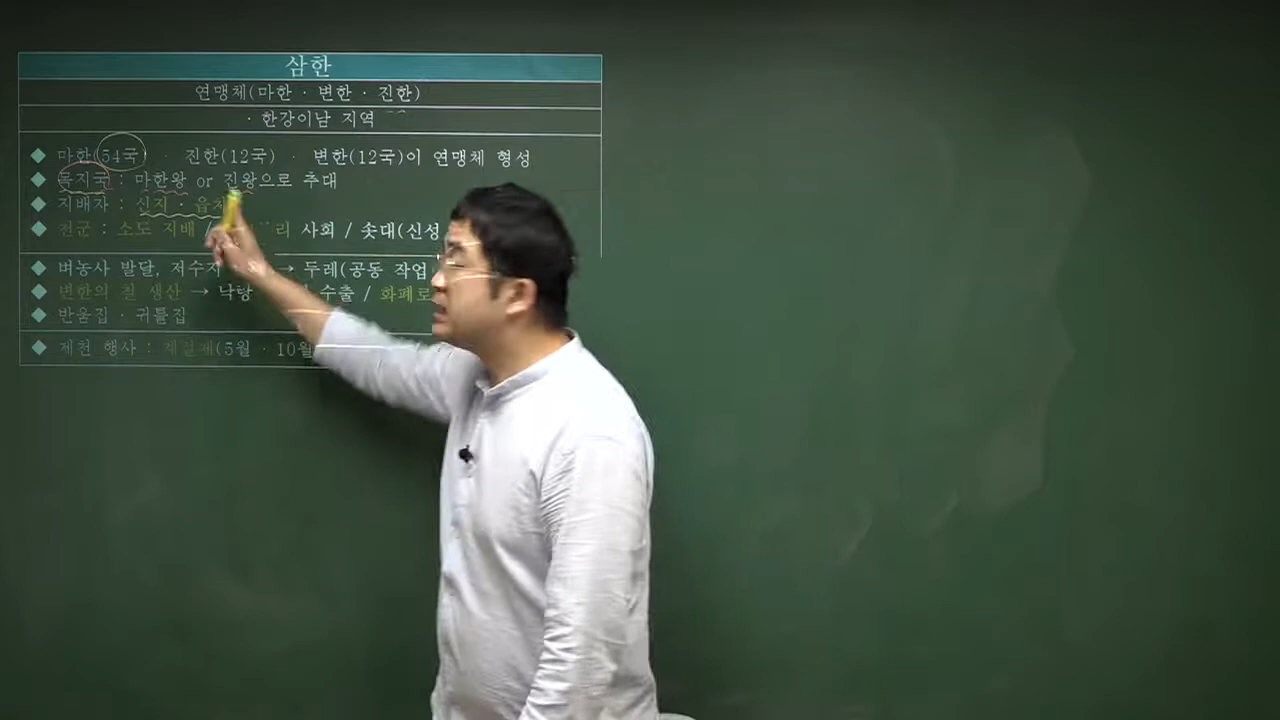 삼한
연맹체(마한 · 변한 · 진한)
· 한강이남 지역
◆ 마한(54국) · 진한(12국) · 변한(12국)이 연맹체 형성
◆ 목지국 : 마한왕 or 진왕으로 추대
◆ 지배자 : 신지 · 읍차
◆ 천군 : 소도 지배 / 리 사회 / 솟대(신성
◆ 벼농사 발달, 저수지 → 두레(공동 작업
◆ 변한의 철 생산 → 낙랑 수출 / 화폐로
◆ 반움집 · 귀틀집
◆ 제천 행사 : 계절제(5월 · 10월